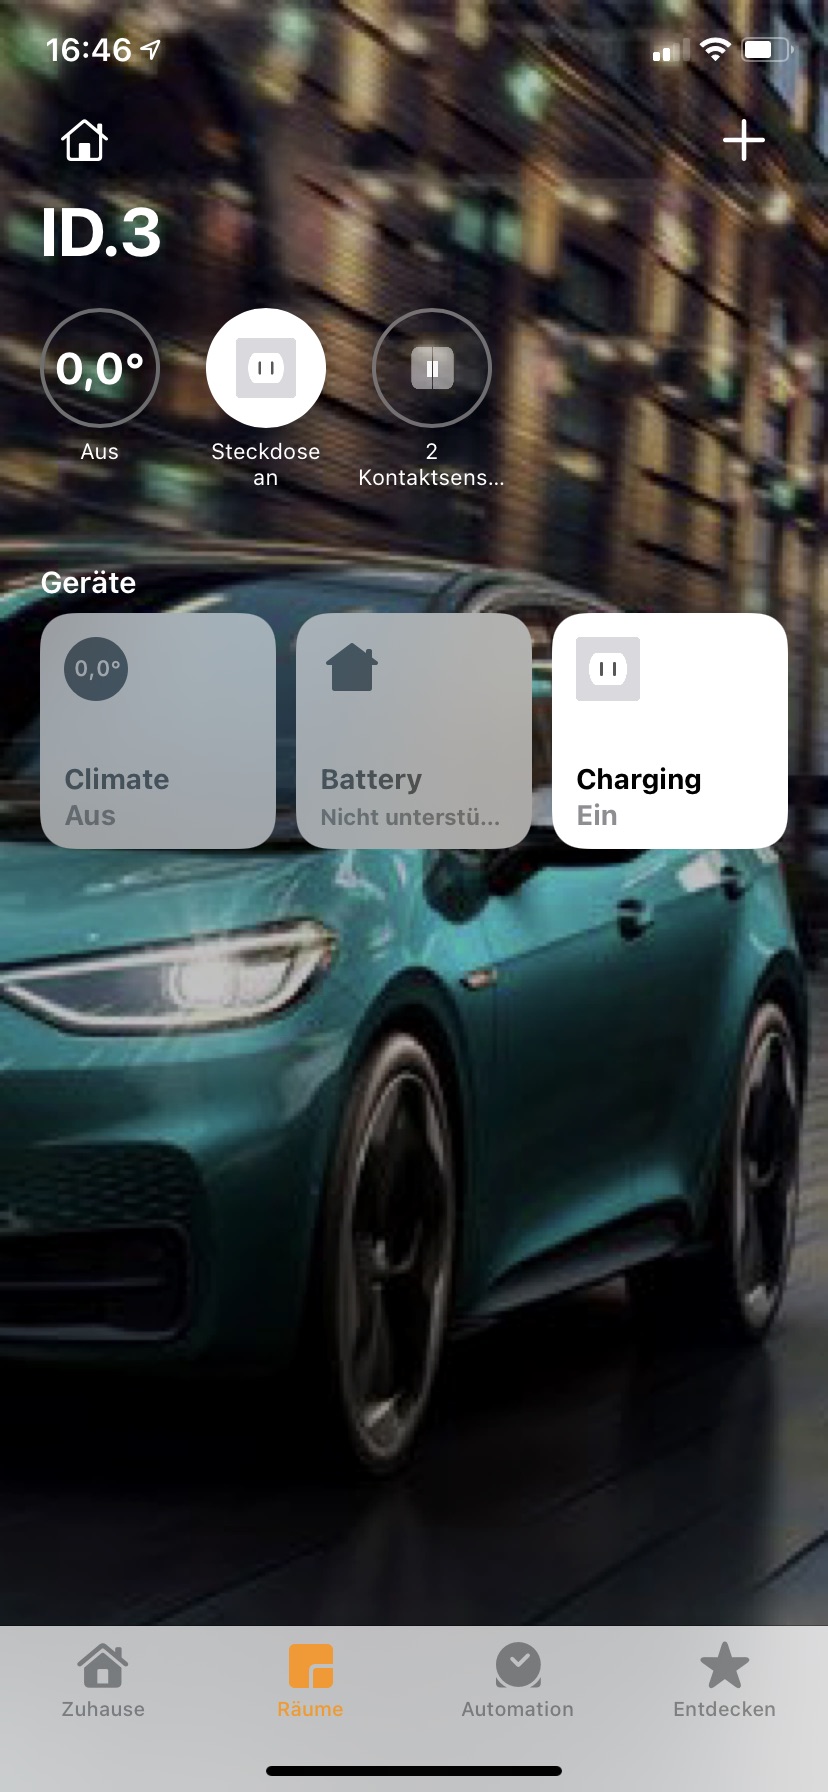 16:46
ID.3
0,0°
Aus
Steckdose
an
2
Kontaktsens...
Geräte
0,0°
Climate
Aus
Battery
Nicht unterstü...
Charging
Ein
Zuhause
Räume
Automation
Entdecken